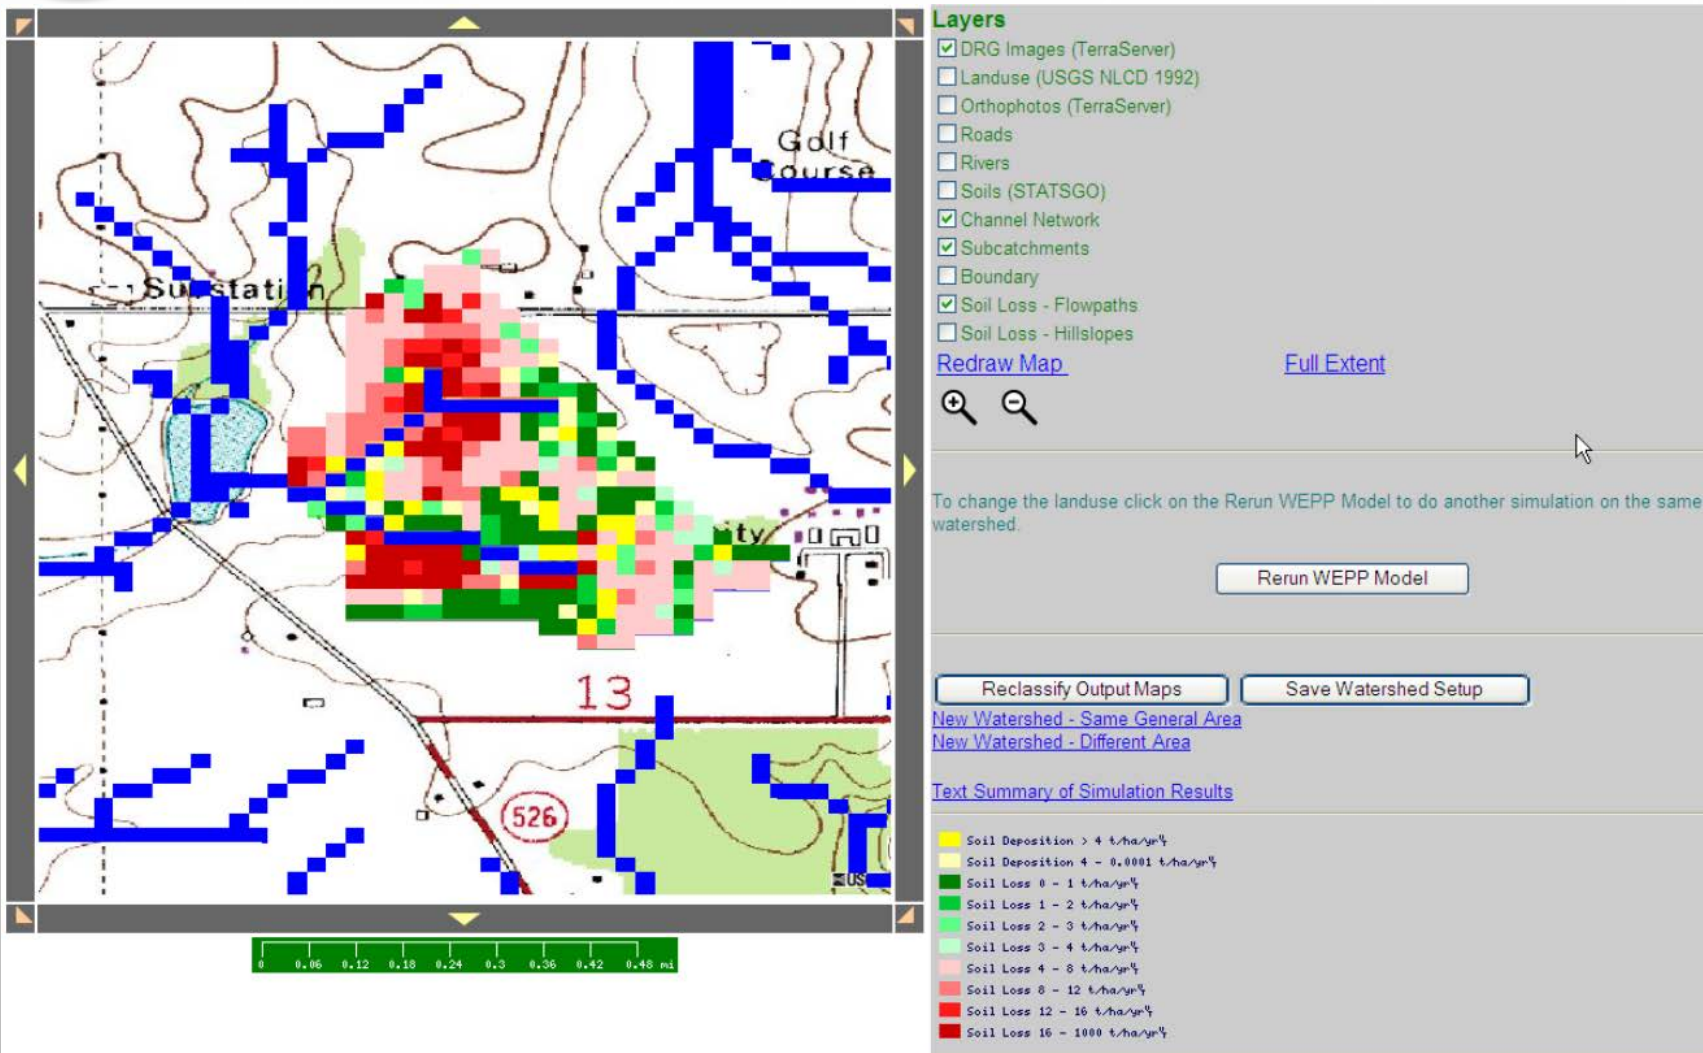 Golf
Course
Substation
ity
13
526
US
0 0.06 0.12 0.18 0.24 0.3 0.36 0.42 0.48 mi
Layers
DRG Images (TerraServer)
Landuse (USGS NLCD 1992)
Orthophotos (TerraServer)
Roads
Rivers
Soils (STATSGO)
Channel Network
Subcatchments
Boundary
Soil Loss - Flowpaths
Soil Loss - Hillslopes
Redraw Map Full Extent
To change the landuse click on the Rerun WEPP Model to do another simulation on the same
watershed.
Rerun WEPP Model
Reclassify Output Maps Save Watershed Setup
New Watershed - Same General Area
New Watershed - Different Area
Text Summary of Simulation Results
Soil Deposition > 4 t/ha/yr
Soil Deposition 4 - 0.0001 t/ha/yr
Soil Loss 0 - 1 t/ha/yr
Soil Loss 1 - 2 t/ha/yr
Soil Loss 2 - 3 t/ha/yr
Soil Loss 3 - 4 t/ha/yr
Soil Loss 4 - 8 t/ha/yr
Soil Loss 8 - 12 t/ha/yr
Soil Loss 12 - 16 t/ha/yr
Soil Loss 16 - 1000 t/ha/yr